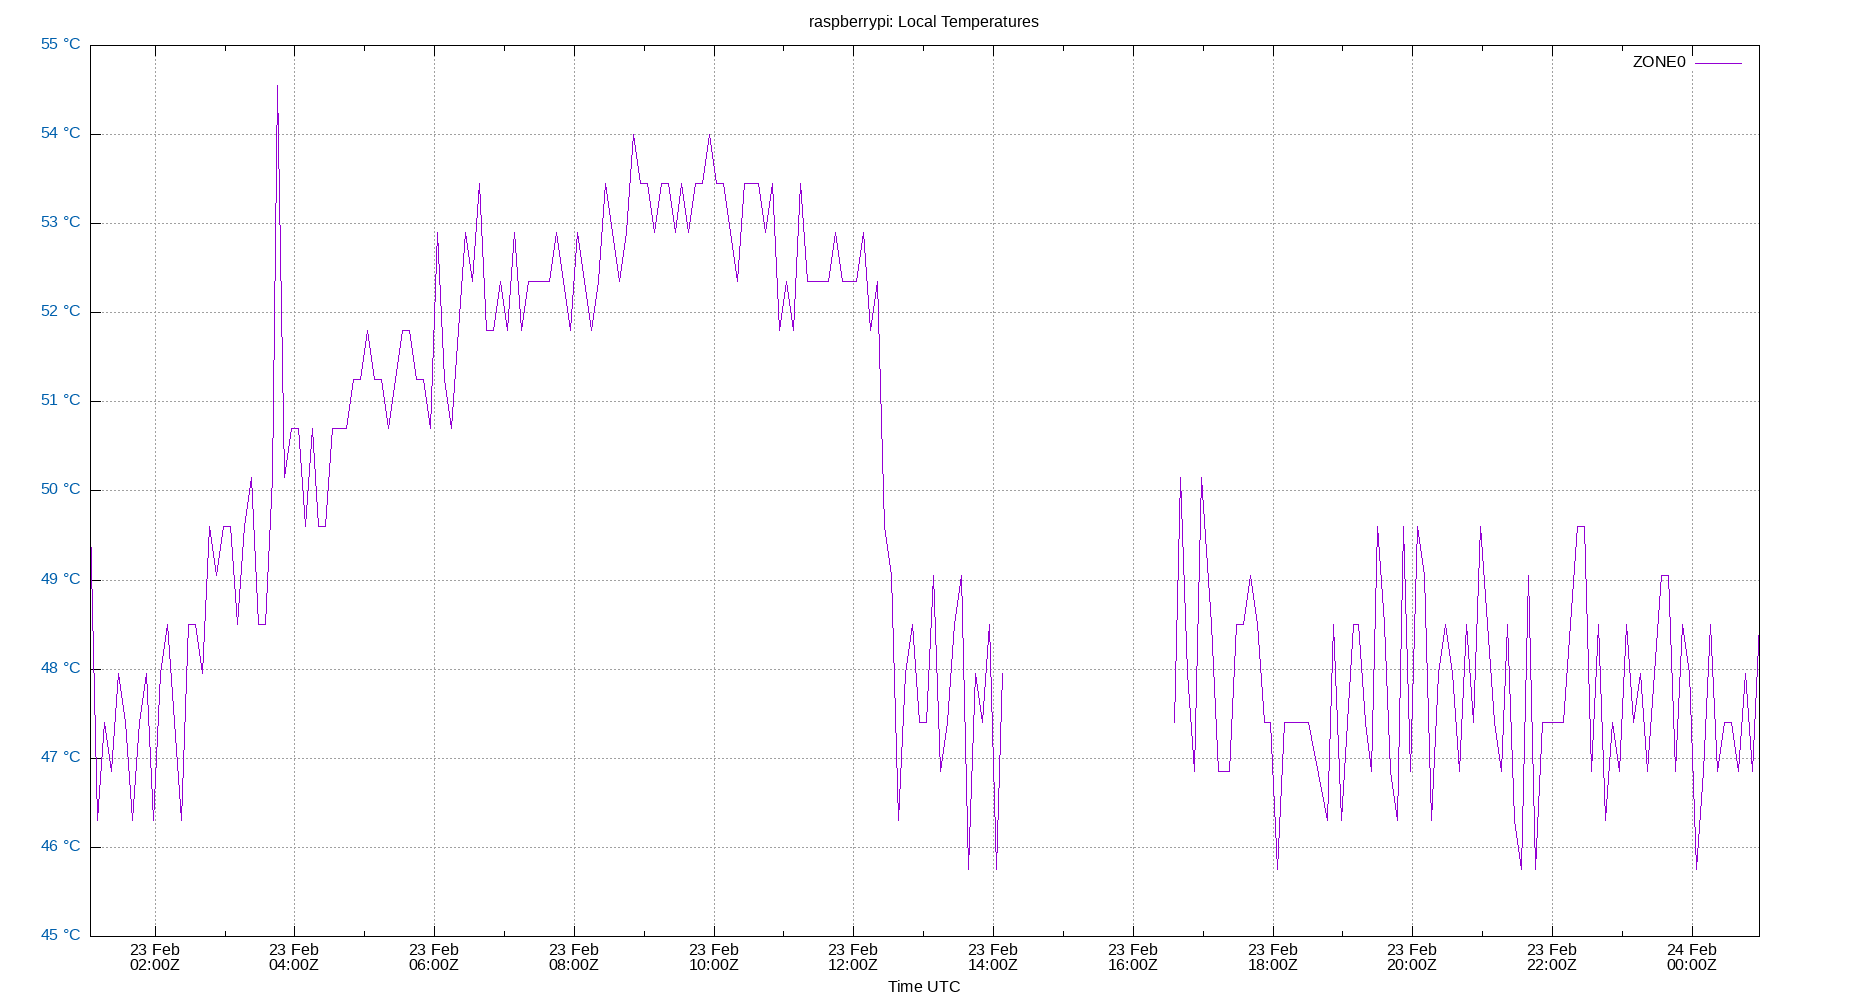 raspberrypi: Local Temperatures
ZONE0
55 °C
54 °C
53 °C
52 °C
51 °C
50 °C
49 °C
48 °C
47 °C
46 °C
45 °C
23 Feb 23 Feb 23 Feb 23 Feb 23 Feb 23 Feb 23 Feb 23 Feb 23 Feb 23 Feb 23 Feb 24 Feb
02:00Z 04:00Z 06:00Z 08:00Z 10:00Z 12:00Z 14:00Z 16:00Z 18:00Z 20:00Z 22:00Z 00:00Z
Time UTC